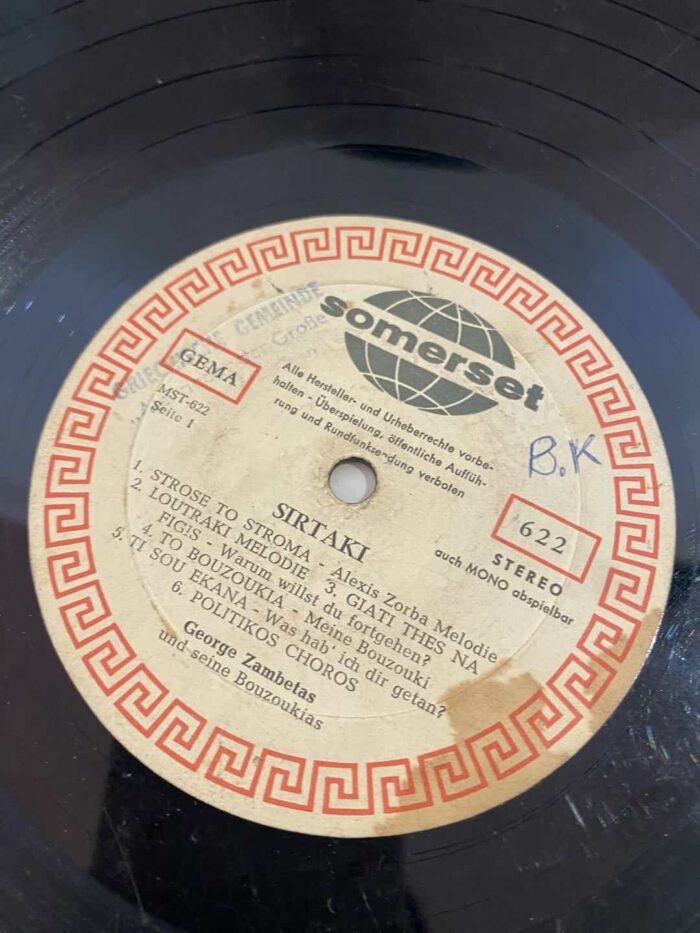 GEMEINDE
Große
somerset
GEMA
MST-622
Seite 1
Alle Hersteller- und Urheberrechte vorbe-
halten - Überspielung, öffentliche Auffüh-
rung und Rundfunksendung verboten
B.K
622
STEREO
auch MONO abspielbar
SIRTAKI
1. STROSE TO STROMA - Alexis Zorba Melodie
2. LOUTRAKI MELODIE 3. GIATI THES NA
FIGIS - Warum willst du fortgehen?
4. TO BOUZOUKIA - Meine Bouzouki
5. TI SOU EKANA - Was hab' ich dir getan?
6. POLITIKOS CHOROS
George Zambetas
und seine Bouzoukias